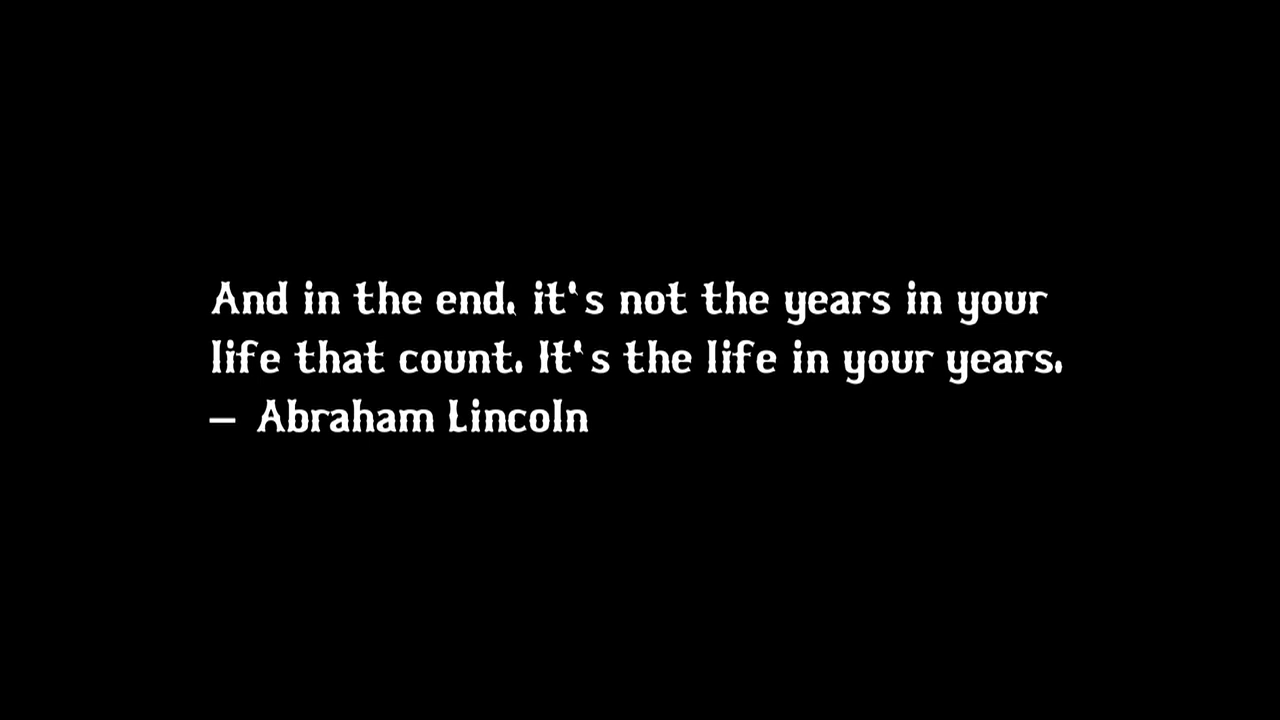 And in the end, it's not the years in your
life that count. It's the life in your years.
— Abraham Lincoln